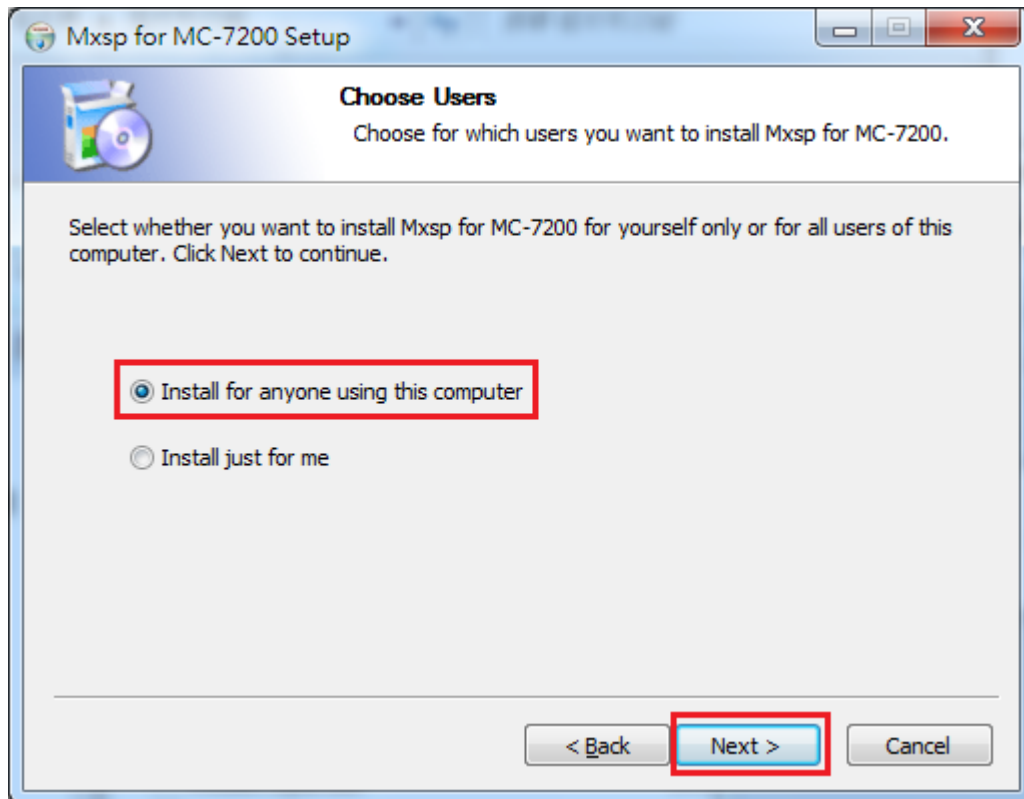 Mxsp for MC-7200 Setup
Choose Users
Choose for which users you want to install Mxsp for MC-7200.
Select whether you want to install Mxsp for MC-7200 for yourself only or for all users of this
computer. Click Next to continue.
Install for anyone using this computer
Install just for me
< Back
Next >
Cancel